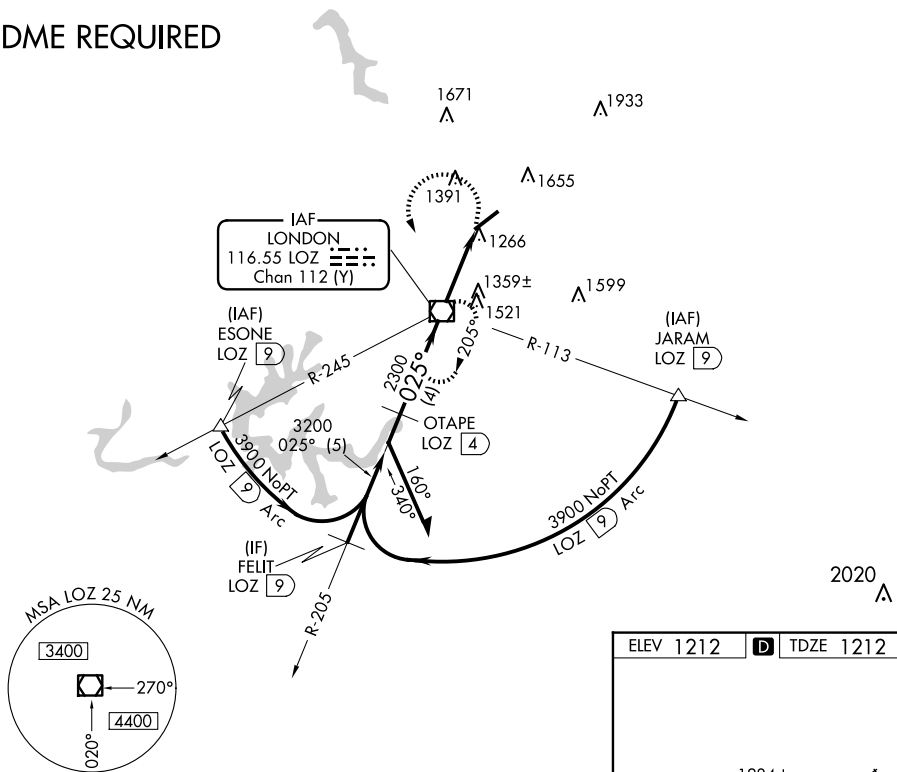 DME REQUIRED
1671
1933
1391
1655
IAF
LONDON
116.55 LOZ
Chan 112 (Y)
1266
1359±
1521
1599
205°
(IAF)
ESONE
LOZ 9
R-245
R-113
(IAF)
JARAM
LOZ 9
2300
025°
(4)
OTAPE
LOZ 4
3200
025° (5)
160°
340°
3900 NoPT
LOZ 9 Arc
3900 NoPT
LOZ 9 Arc
(IF)
FELIT
LOZ 9
R-205
2020
MSA LOZ 25 NM
3400
270°
4400
020°
ELEV 1212 D TDZE 1212